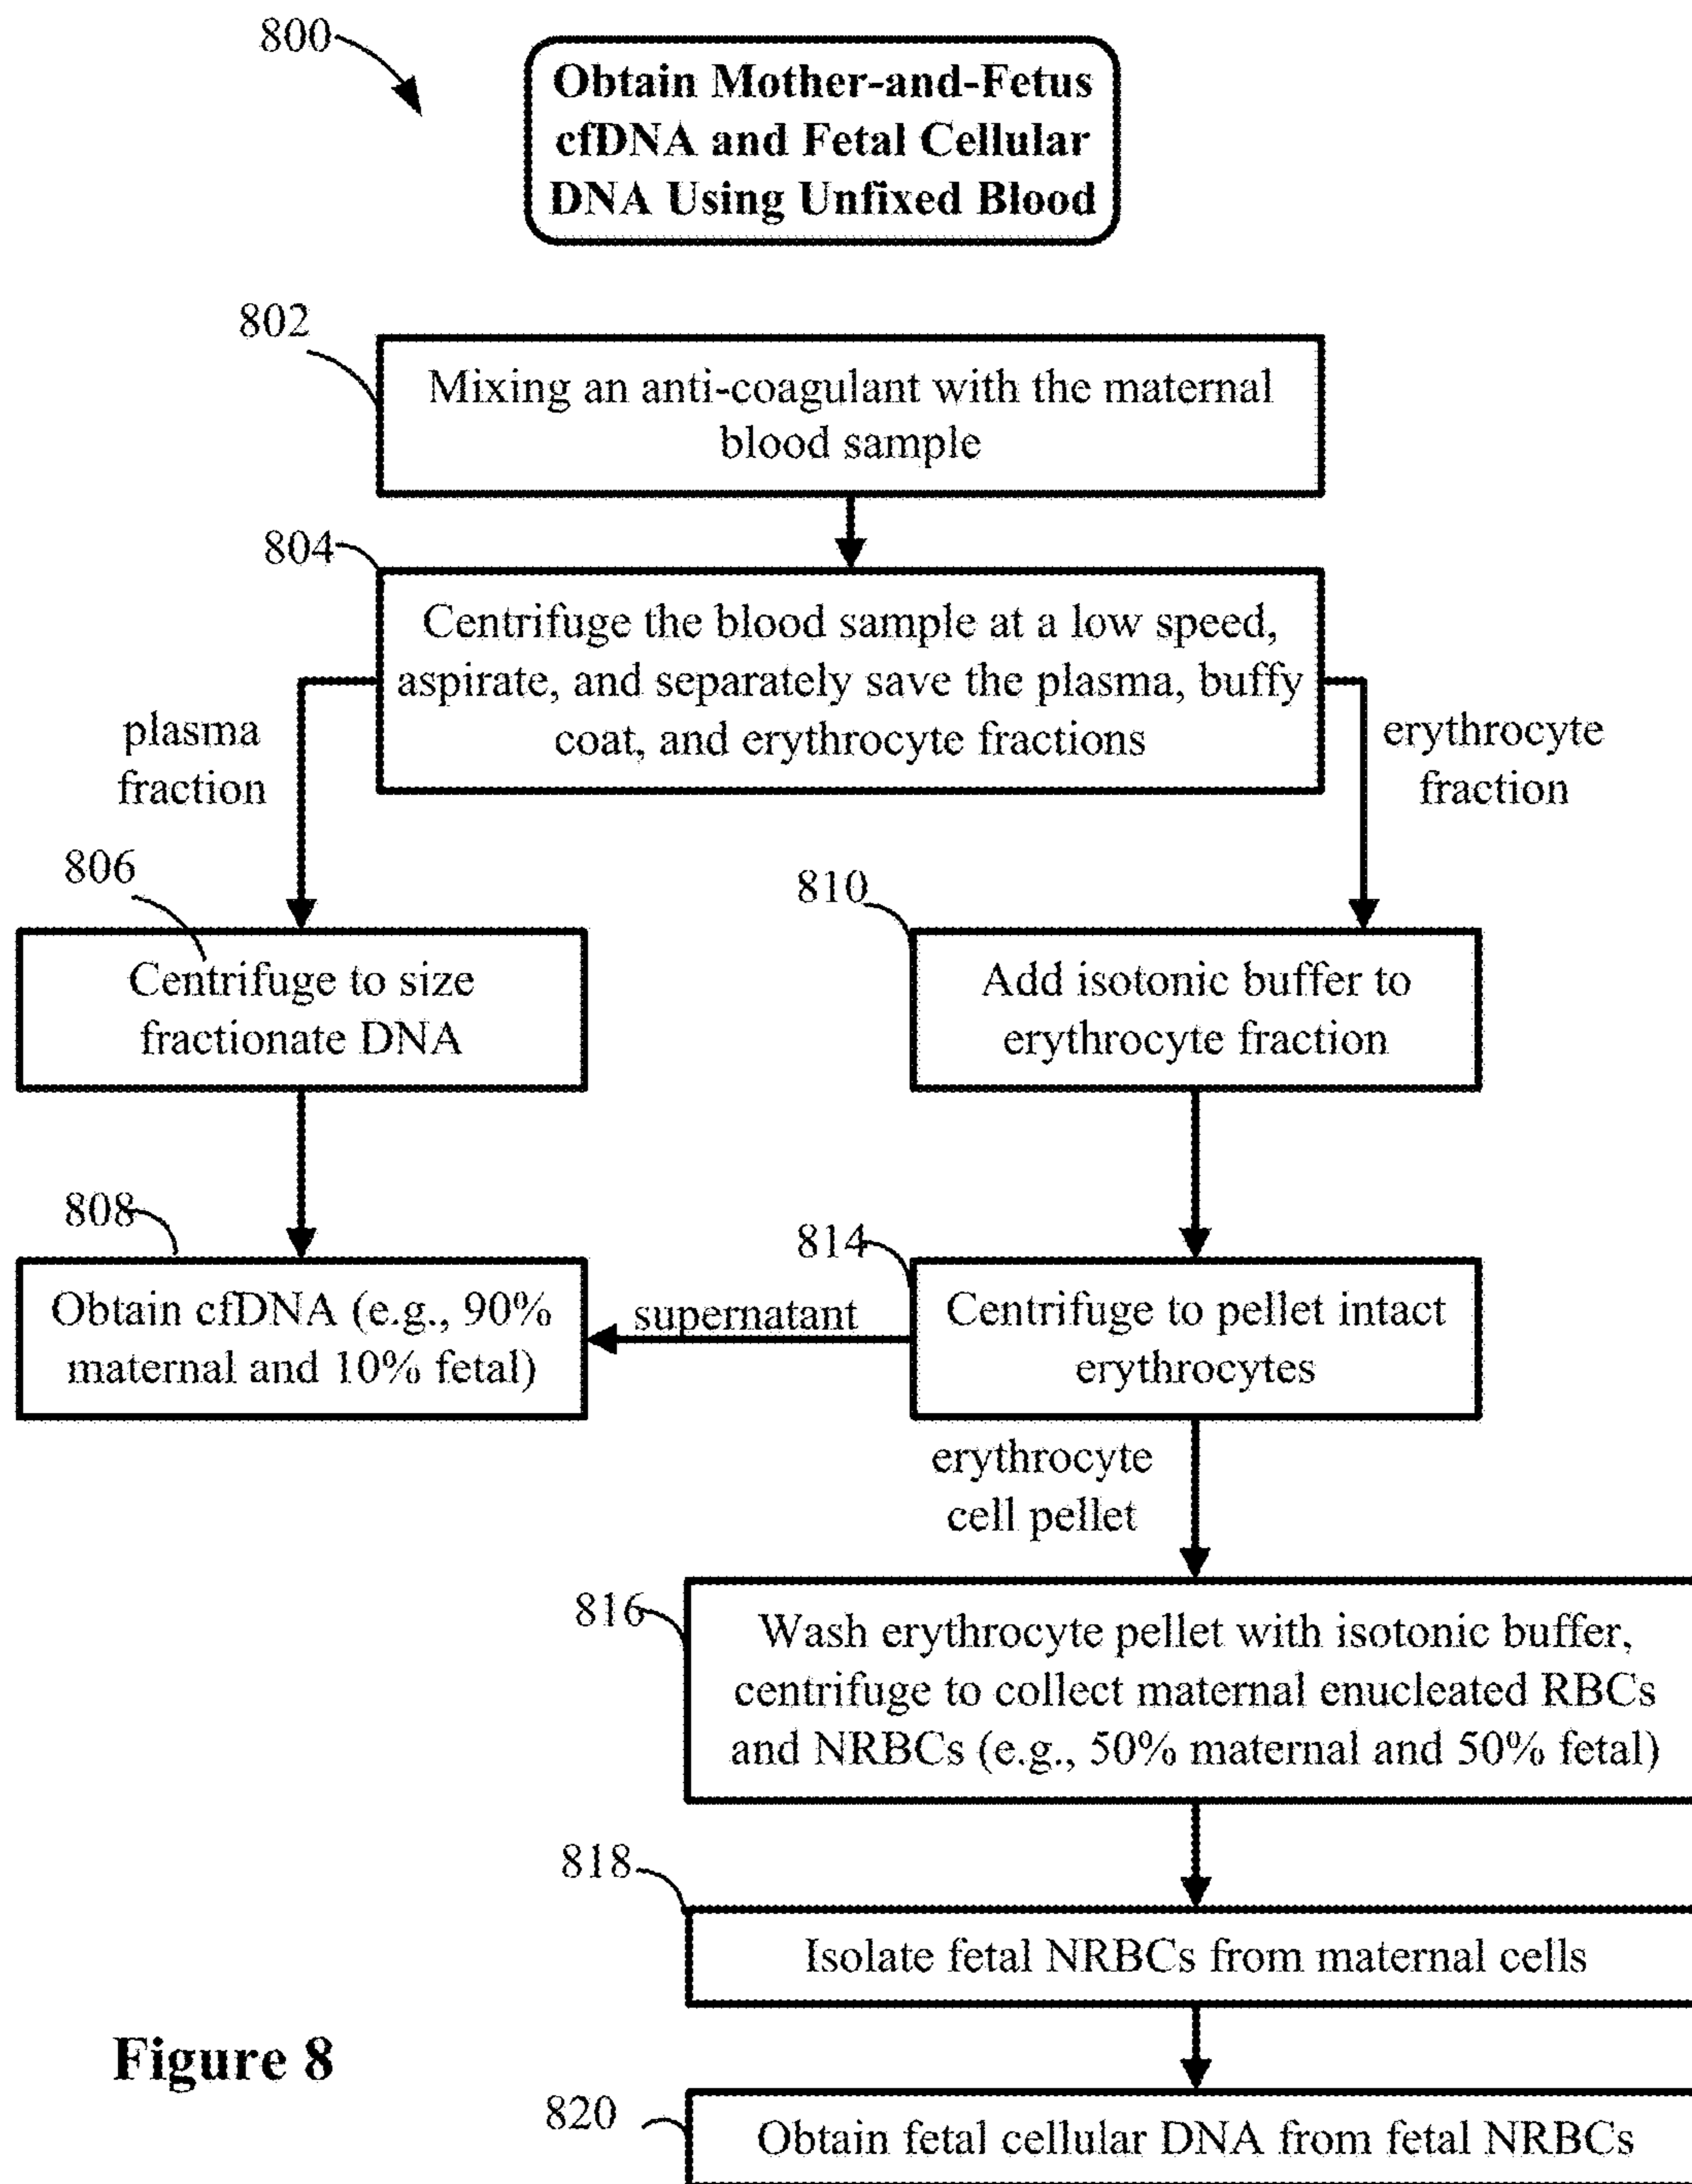 800
Obtain Mother-and-Fetus
cfDNA and Fetal Cellular
DNA Using Unfixed Blood
802
Mixing an anti-coagulant with the maternal
blood sample
804
Centrifuge the blood sample at a low speed,
aspirate, and separately save the plasma, buffy
coat, and erythrocyte fractions
plasma
fraction
erythrocyte
fraction
806
Centrifuge to size
fractionate DNA
810
Add isotonic buffer to
erythrocyte fraction
808
Obtain cfDNA (e.g., 90%
maternal and 10% fetal)
supernatant
814
Centrifuge to pellet intact
erythrocytes
erythrocyte
cell pellet
816
Wash erythrocyte pellet with isotonic buffer,
centrifuge to collect maternal enucleated RBCs
and NRBCs (e.g., 50% maternal and 50% fetal)
818
Isolate fetal NRBCs from maternal cells
820
Obtain fetal cellular DNA from fetal NRBCs
Figure 8